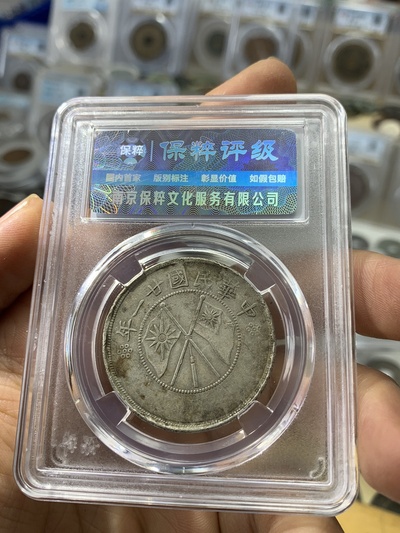 保粹 保粹评级
国内首家 版别标注 彰显价值 如假包赔
南京保粹文化服务有限公司
中華民國廿一年